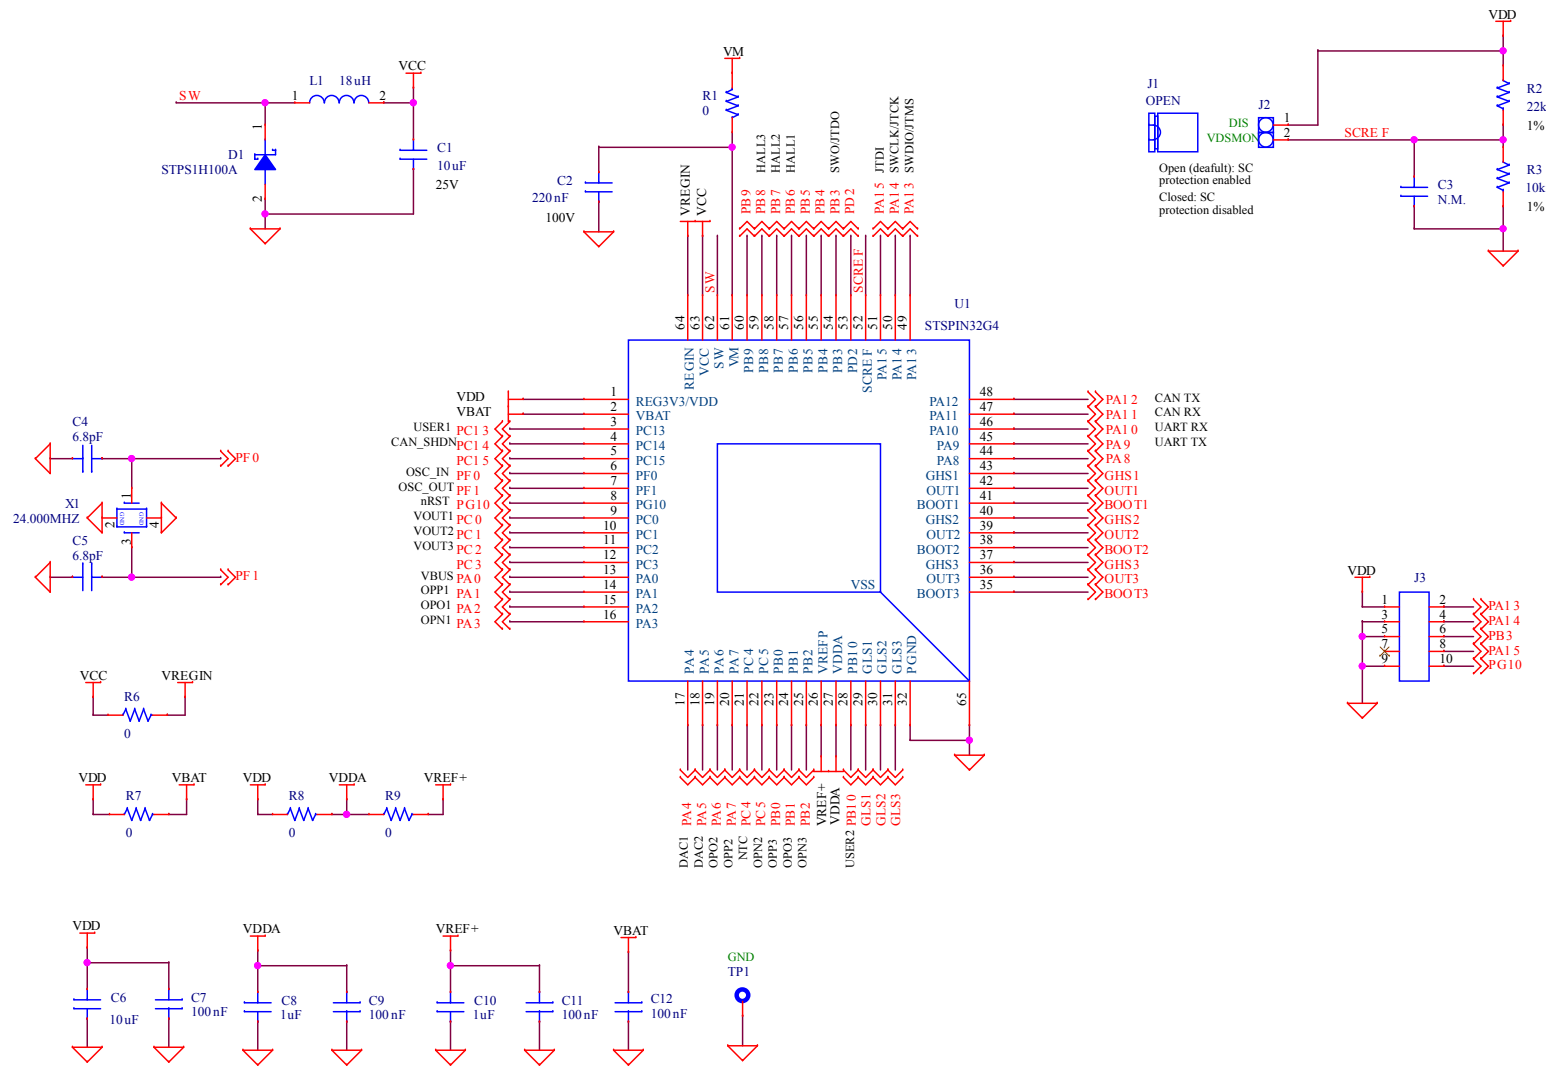 VDD
SW
1
L1
18uH
2
VCC
1
D1
STPS1H100A
2
C1
10uF
25V
VM
R1
0
C2
220nF
100V
VREGIN
VCC
SW
PB9
HALL3
PB8
HALL2
PB7
HALL1
PB6
PB5
PB4
SWO/JTDO
PB3
PD2
SCREF
JTDI
PA15
SWCLK/JTCK
PA14
SWDIO/JTMS
PA13
J1
OPEN
J2
DIS
VDSMON
1
2
SCREF
Open (deafult): SC
protection enabled
Closed: SC
protection disabled
R2
22k
1%
R3
10k
1%
C3
N.M.
U1
STSPIN32G4
64
63
62
61
60
59
58
57
56
55
54
53
52
51
50
49
REGIN
VCC
SW
VM
PB9
PB8
PB7
PB6
PB5
PB4
PB3
PD2
SCREF
PA15
PA14
PA13
VDD 1 REG3V3/VDD
VBAT 2 VBAT
USER1 PC13 3 PC13
CAN_SHDN PC14 4 PC14
PC15 5 PC15
OSC_IN PF0 6 PF0
OSC_OUT PF1 7 PF1
nRST PG10 8 PG10
VOUT1 PC0 9 PC0
VOUT2 PC1 10 PC1
VOUT3 PC2 11 PC2
PC3 12 PC3
VBUS PA0 13 PA0
OPP1 PA1 14 PA1
OPO1 PA2 15 PA2
OPN1 PA3 16 PA3
PA12 48 PA12 CAN TX
PA11 47 PA11 CAN RX
PA10 46 PA10 UART RX
PA9 45 PA9 UART TX
PA8 44 PA8
GHS1 43 GHS1
OUT1 42 OUT1
BOOT1 41 BOOT1
GHS2 40 GHS2
OUT2 39 OUT2
BOOT2 38 BOOT2
GHS3 37 GHS3
OUT3 36 OUT3
BOOT3 35 BOOT3
VSS
PA4
PA5
PA6
PA7
PC4
PC5
PB0
PB1
PB2
VREFP
VDDA
PB10
GLS1
GLS2
GLS3
PGND
17
18
19
20
21
22
23
24
25
26
27
28
29
30
31
32
65
PA4
PA5
PA6
PA7
PC4
PC5
PB0
PB1
PB2
VREF+
VDDA
PB10
GLS1
GLS2
GLS3
DAC1
DAC2
OPO2
OPP2
NTC
OPN2
OPP3
OPO3
OPN3
USER2
C4
6.8pF
PF0
X1
24.000MHZ
1
2
GND
GND
4
3
C5
6.8pF
PF1
VDD
J3
1 2 PA13
3 4 PA14
5 6 PB3
7 8 PA15
9 10 PG10
VCC
VREGIN
R6
0
VDD
VBAT
R7
0
VDD
VDDA
VREF+
R8
0
R9
0
VDD
C6
10uF
C7
100nF
VDDA
C8
1uF
C9
100nF
VREF+
C10
1uF
C11
100nF
VBAT
C12
100nF
GND
TP1